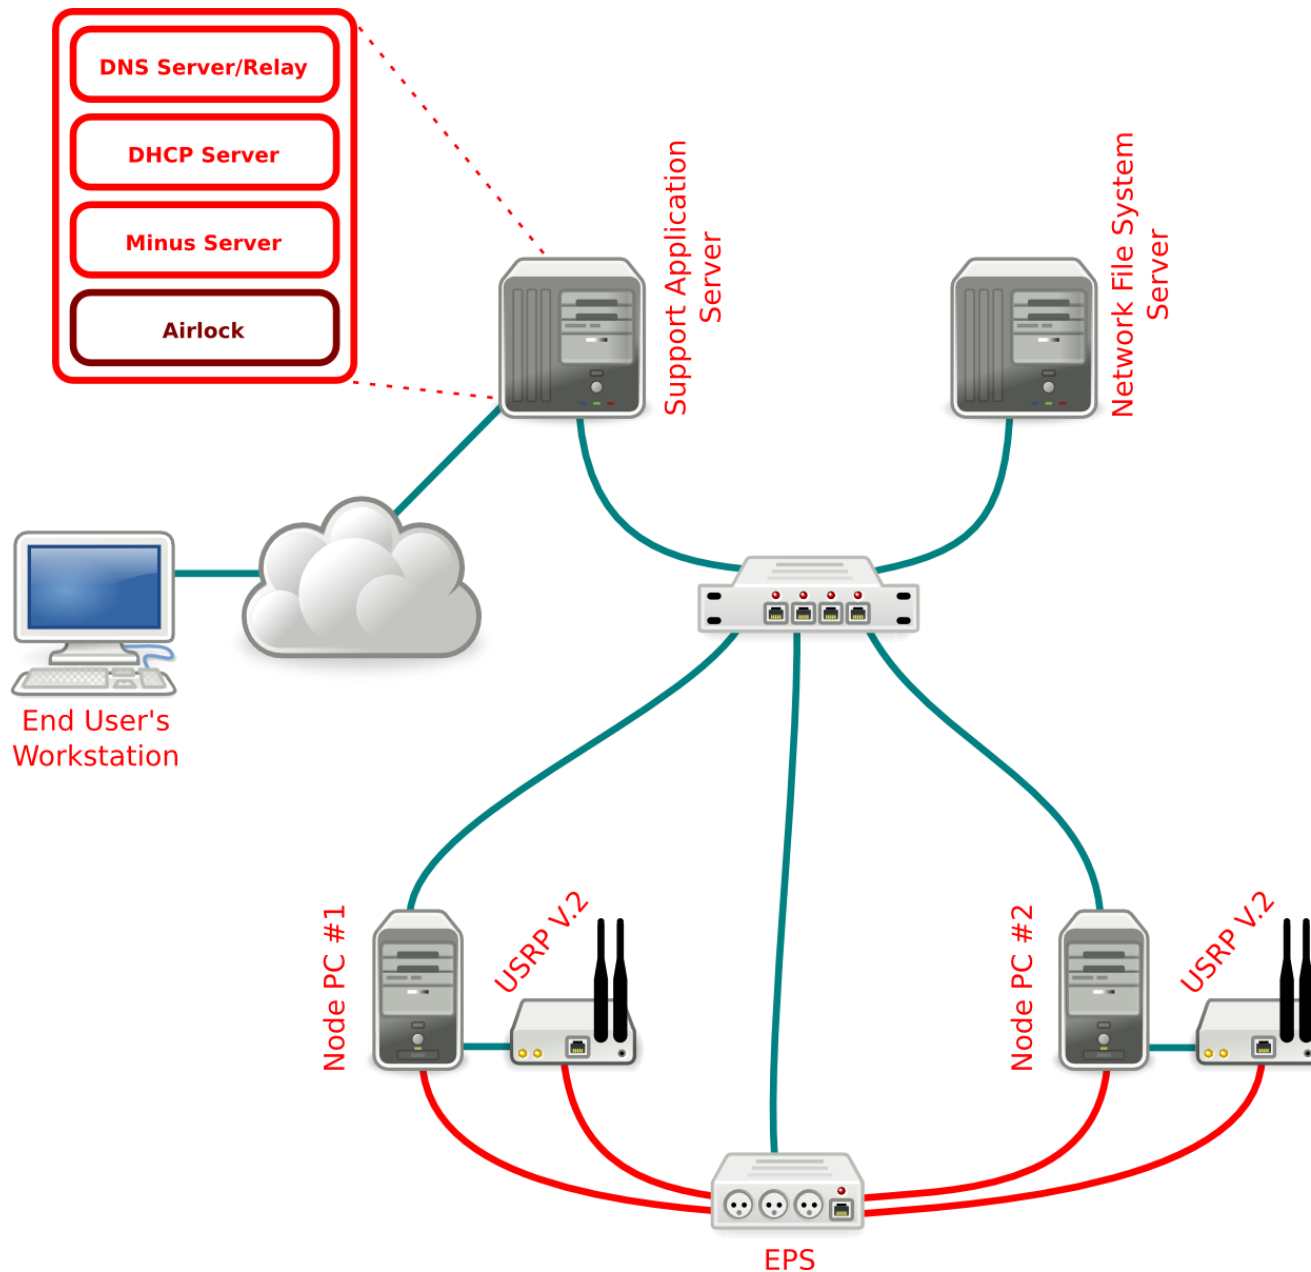 DNS Server/Relay
DHCP Server
Minus Server
Airlock
Support Application
Server
Network File System
Server
End User's
Workstation
Node PC #1
USRP V.2
Node PC #2
USRP V.2
EPS